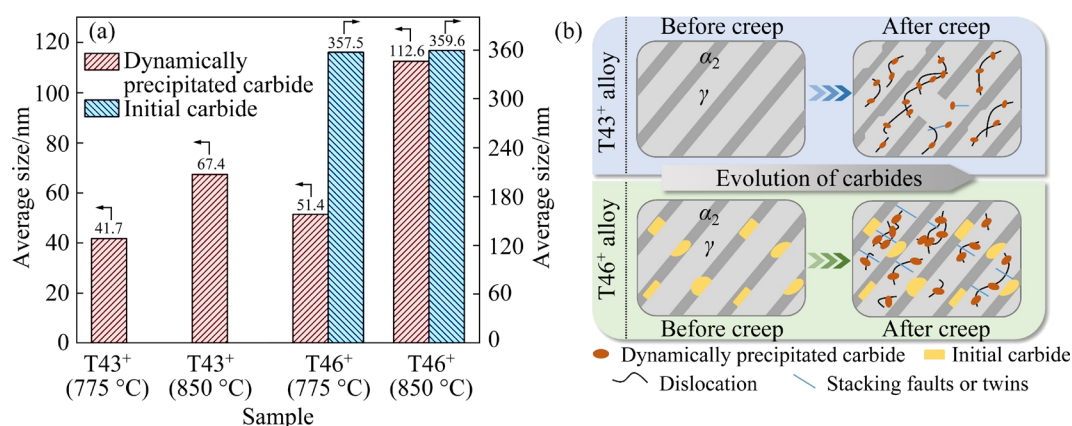 (a)
Average size/nm
120
100
80
60
40
20
0
Dynamically
precipitated carbide
Initial carbide
41.7
67.4
51.4
357.5
112.6
359.6
360
300
240
180
120
60
0
Average size/nm
T43⁺
(775 °C)
T43⁺
(850 °C)
T46⁺
(775 °C)
T46⁺
(850 °C)
Sample
(b)
T43⁺ alloy
Before creep
After creep
α₂
γ
Evolution of carbides
T46⁺ alloy
α₂
γ
Before creep
After creep
Dynamically precipitated carbide
Initial carbide
Dislocation
Stacking faults or twins